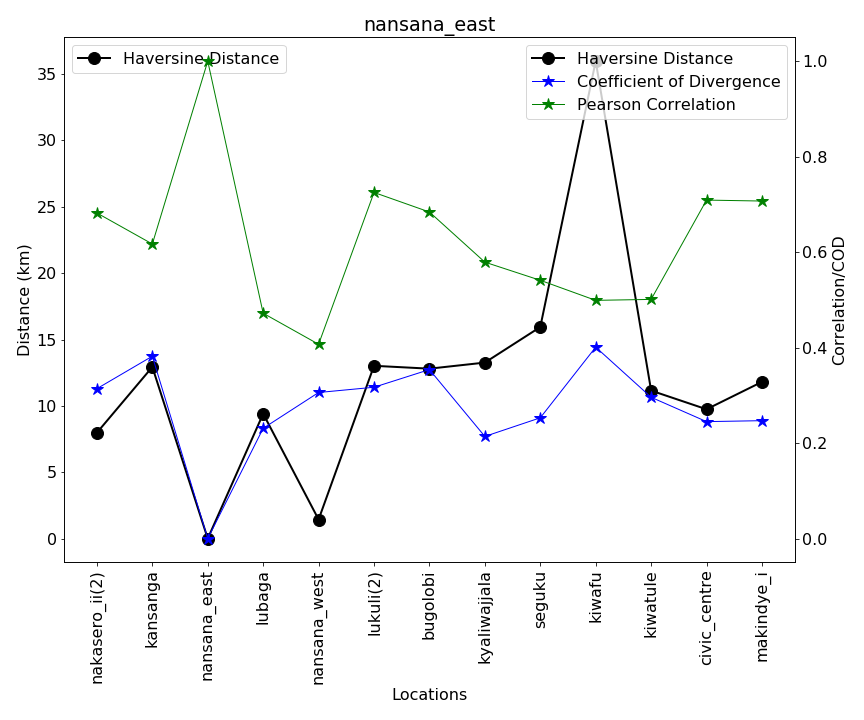 nansana_east
Haversine Distance
Haversine Distance
Coefficient of Divergence
Pearson Correlation
Distance (km)
35
30
25
20
15
10
5
0
1.0
0.8
0.6
0.4
0.2
0.0
Correlation/COD
nakasero_ii(2)
kansanga
nansana_east
lubaga
nansana_west
lukuli(2)
bugolobi
kyaliwajjala
seguku
kiwafu
kiwatule
civic_centre
makindye_i
Locations